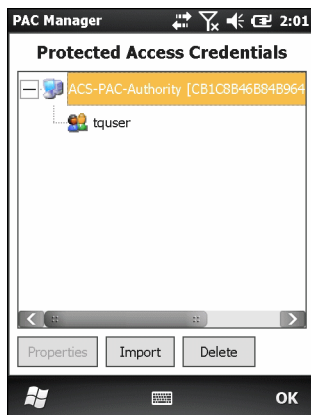 PAC Manager 2:01
Protected Access Credentials
ACS-PAC-Authority [CB1C8B46B84B964
tquser
Properties Import Delete
OK